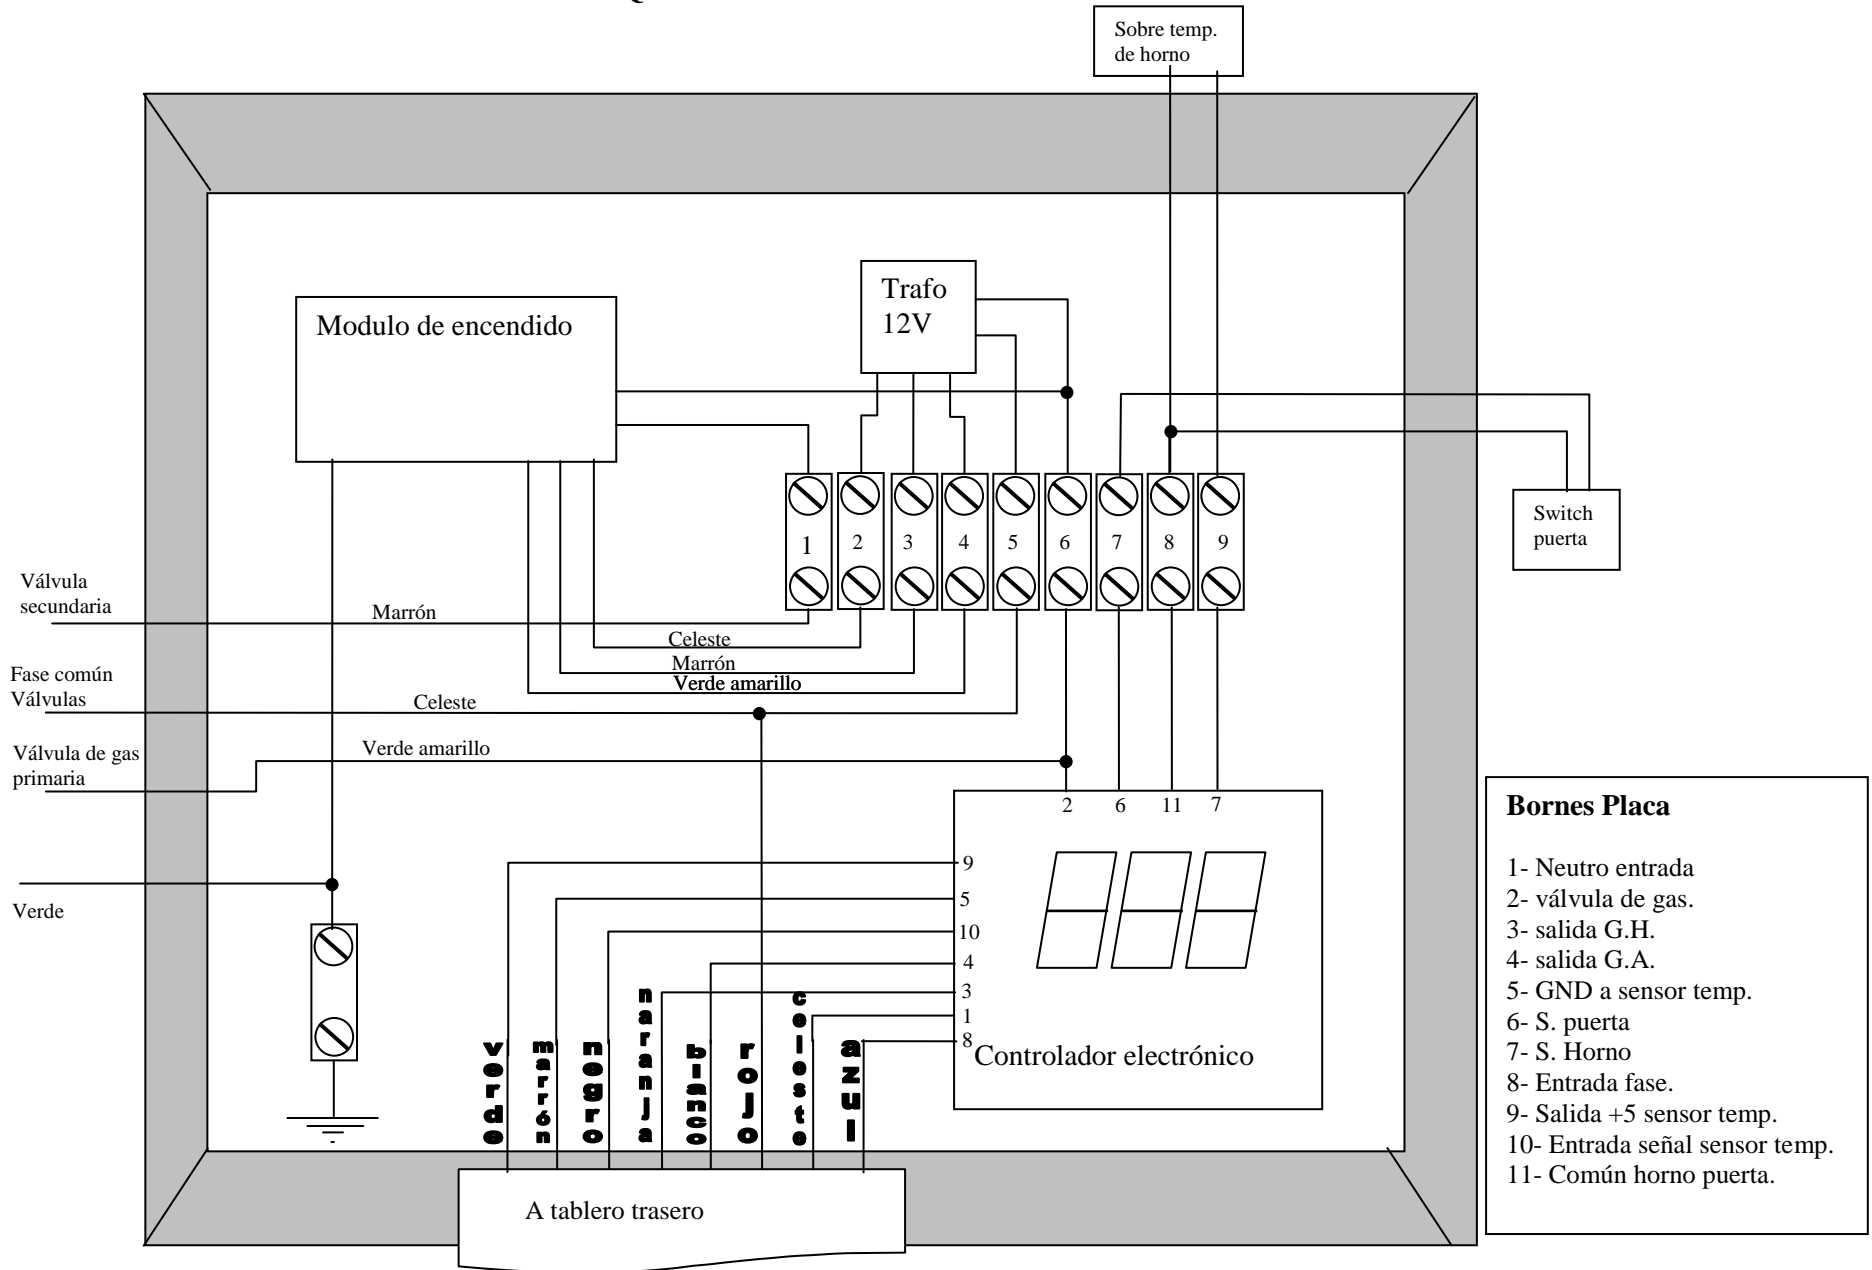 Sobre temp.
de horno
Trafo
12V
Modulo de encendido
1 2 3 4 5 6 7 8 9
Switch
puerta
Válvula
secundaria
Marrón
Celeste
Marrón
Verde amarillo
Fase común
Válvulas
Celeste
Válvula de gas
primaria
Verde amarillo
Verde
2 6 11 7
9
5
10
4
3
1
8
Controlador electrónico
verde
marrón
negro
naranja
blanco
rojo
celeste
azul
A tablero trasero
Bornes Placa
1- Neutro entrada
2- válvula de gas.
3- salida G.H.
4- salida G.A.
5- GND a sensor temp.
6- S. puerta
7- S. Horno
8- Entrada fase.
9- Salida +5 sensor temp.
10- Entrada señál sensor temp.
11- Común horno puerta.